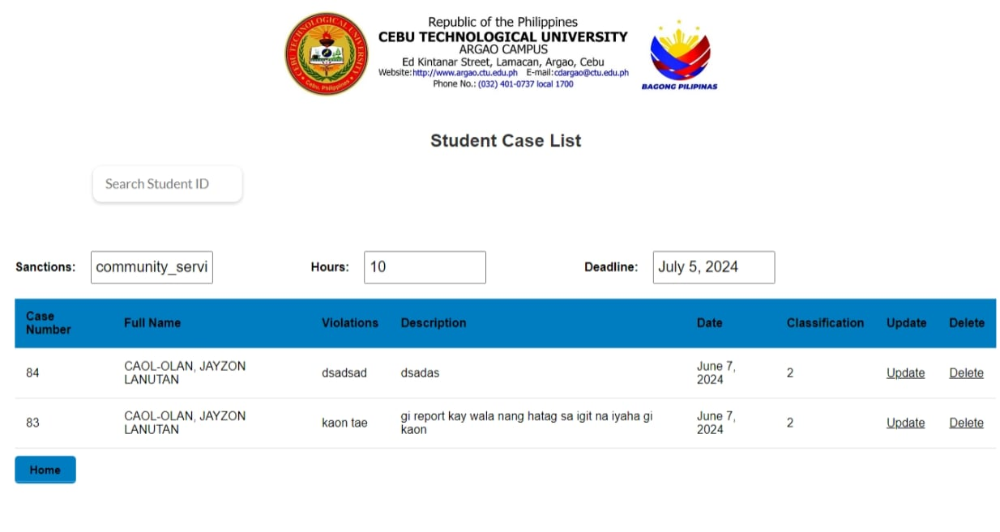 Republic of the Philippines
CEBU TECHNOLOGICAL UNIVERSITY
ARGAO CAMPUS
Ed Kintanar Street, Lamacan, Argao, Cebu
Website:http://www.argao.ctu.edu.ph E-mail:cdargao@ctu.edu.ph
Phone No.: (032) 401-0737 local 1700
CEBU TECHNOLOGICAL UNIVERSITY
Cebu, Philippines
BAGONG PILIPINAS
Student Case List
Search Student ID
Sanctions: community_servi Hours: 10 Deadline: July 5, 2024
Case Number Full Name Violations Description Date Classification Update Delete
84 CAOL-OLAN, JAYZON LANUTAN dsadsad dsadas June 7, 2024 2 Update Delete
83 CAOL-OLAN, JAYZON LANUTAN kaon tae gi report kay wala nang hatag sa igit na iyaha gi kaon June 7, 2024 2 Update Delete
Home